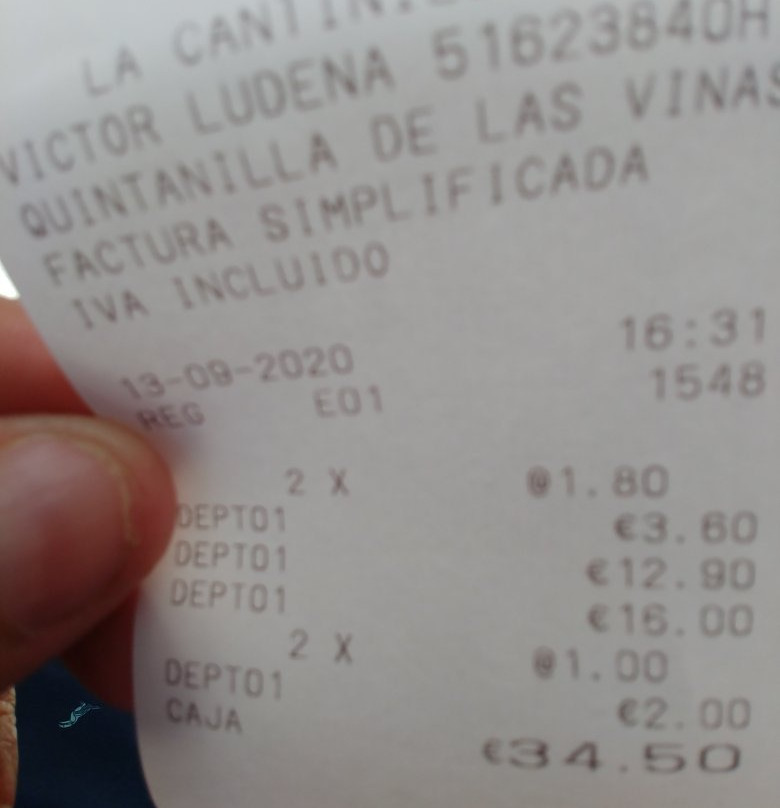 LA
VICTOR LUDENA 51623840H
QUINTANILLA DE LAS VINAS
FACTURA SIMPLIFICADA
IVA INCLUIDO
16:31
13-09-2020 1548
REG E01
2 X @1.80
DEPT01 €3.60
DEPT01 €12.90
DEPT01 €16.00
2 X @1.00
DEPT01 €2.00
CAJA €34.50